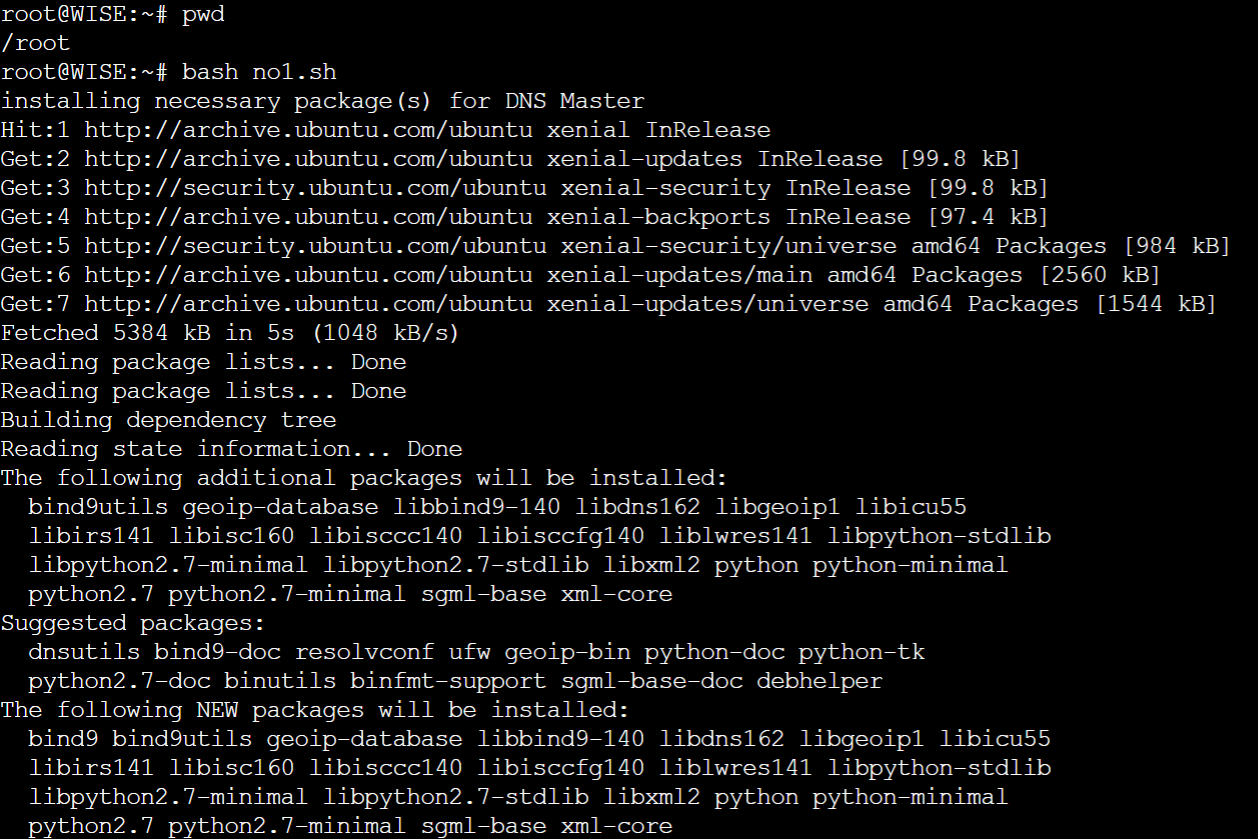 root@WISE:~# pwd
/root
root@WISE:~# bash no1.sh
installing necessary package(s) for DNS Master
Hit:1 http://archive.ubuntu.com/ubuntu xenial InRelease
Get:2 http://archive.ubuntu.com/ubuntu xenial-updates InRelease [99.8 kB]
Get:3 http://security.ubuntu.com/ubuntu xenial-security InRelease [99.8 kB]
Get:4 http://archive.ubuntu.com/ubuntu xenial-backports InRelease [97.4 kB]
Get:5 http://security.ubuntu.com/ubuntu xenial-security/universe amd64 Packages [984 kB]
Get:6 http://archive.ubuntu.com/ubuntu xenial-updates/main amd64 Packages [2560 kB]
Get:7 http://archive.ubuntu.com/ubuntu xenial-updates/universe amd64 Packages [1544 kB]
Fetched 5384 kB in 5s (1048 kB/s)
Reading package lists... Done
Reading package lists... Done
Building dependency tree
Reading state information... Done
The following additional packages will be installed:
  bind9utils geoip-database libbind9-140 libdns162 libgeoip1 libicu55
  libirs141 libisc160 libisccc140 libisccfg140 liblwres141 libpython-stdlib
  libpython2.7-minimal libpython2.7-stdlib libxml2 python python-minimal
  python2.7 python2.7-minimal sgml-base xml-core
Suggested packages:
  dnsutils bind9-doc resolvconf ufw geoip-bin python-doc python-tk
  python2.7-doc binutils binfmt-support sgml-base-doc debhelper
The following NEW packages will be installed:
  bind9 bind9utils geoip-database libbind9-140 libdns162 libgeoip1 libicu55
  libirs141 libisc160 libisccc140 libisccfg140 liblwres141 libpython-stdlib
  libpython2.7-minimal libpython2.7-stdlib libxml2 python python-minimal
  python2.7 python2.7-minimal sgml-base xml-core